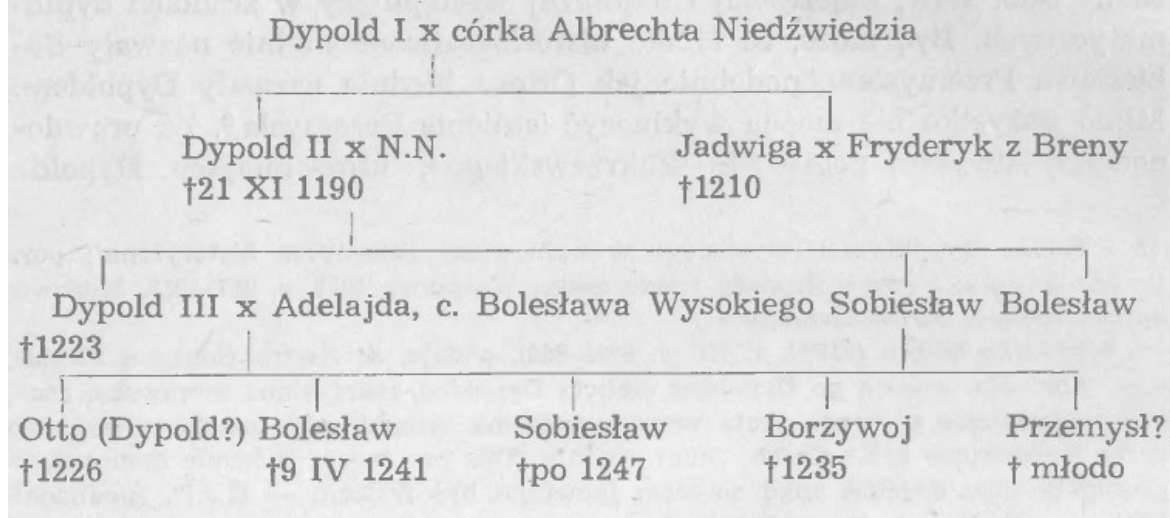 Dypold I x córka Albrechta Niedźwiedzia
Dypold II x N.N. Jadwiga x Fryderyk z Breny
†21 XI 1190 †1210
Dypold III x Adelajda, c. Bolesława Wysokiego Sobiesław Bolesław
†1223
Otto (Dypold?) Bolesław Sobiesław Borzywoj Przemysł?
†1226 †9 IV 1241 †po 1247 †1235 † młodo